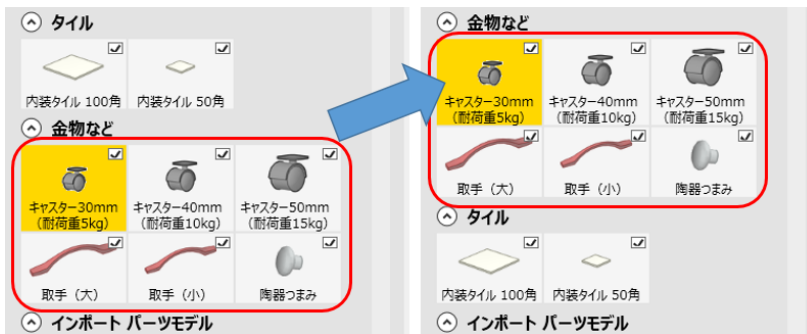 タイル
内装タイル 100角 内装タイル 50角
金物など
キャスター30mm キャスター40mm キャスター50mm
(耐荷重5kg) (耐荷重10kg) (耐荷重15kg)
取手 (大) 取手 (小) 陶器つまみ
インポート パーツモデル
金物など
キャスター30mm キャスター40mm キャスター50mm
(耐荷重5kg) (耐荷重10kg) (耐荷重15kg)
取手 (大) 取手 (小) 陶器つまみ
タイル
内装タイル 100角 内装タイル 50角
インポート パーツモデル